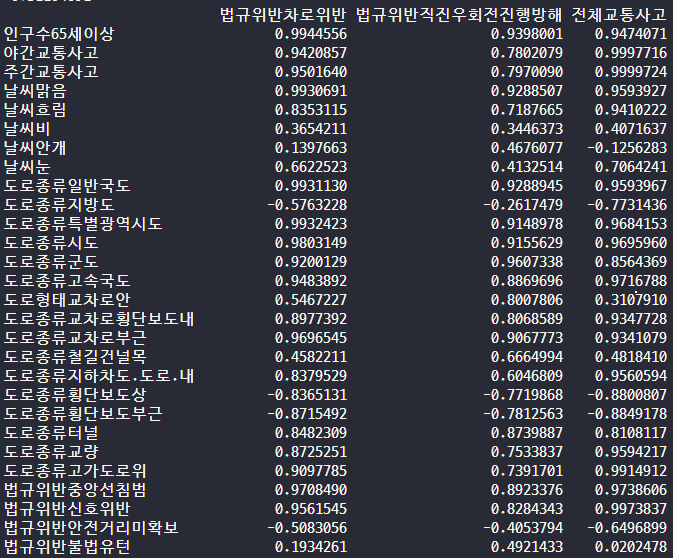 법규위반차로위반 법규위반직진우회전진행방해 전체교통사고
인구수65세이상 0.9944556 0.9398001 0.9474071
야간교통사고 0.9420857 0.7802079 0.9997716
주간교통사고 0.9501640 0.7970090 0.9999724
날씨맑음 0.9930691 0.9288507 0.9593927
날씨흐림 0.8353115 0.7187665 0.9410222
날씨비 0.3654211 0.3446373 0.4071637
날씨안개 0.1397663 0.4676077 -0.1256283
날씨눈 0.6622523 0.4132514 0.7064241
도로종류일반국도 0.9931130 0.9288945 0.9593967
도로종류지방도 -0.5763228 -0.2617479 -0.7731436
도로종류특별광역시도 0.9932423 0.9148978 0.9684153
도로종류시도 0.9803149 0.9155629 0.9695960
도로종류군도 0.9200129 0.9607338 0.8564369
도로종류고속국도 0.9483892 0.8869696 0.9716788
도로형태교차로안 0.5467227 0.8007806 0.3107910
도로종류교차로횡단보도내 0.8977392 0.8068589 0.9347728
도로종류교차로부근 0.9696545 0.9067773 0.9341079
도로종류철길건널목 0.4582211 0.6664994 0.4818410
도로종류지하차도.도로.내 0.8379529 0.6046809 0.9560594
도로종류횡단보도상 -0.8365131 -0.7719868 -0.8800807
도로종류횡단보도부근 -0.8715492 -0.7812563 -0.8849178
도로종류터널 0.8482309 0.8739887 0.8108117
도로종류교량 0.8725251 0.7533837 0.9594217
도로종류고가도로위 0.9097785 0.7391701 0.9914912
법규위반중앙선침범 0.9708490 0.8923376 0.9738606
법규위반신호위반 0.9561545 0.8284343 0.9973837
법규위반안전거리미확보 -0.5083056 -0.4053794 -0.6496899
법규위반불법유턴 0.1934261 0.4921433 0.0202478